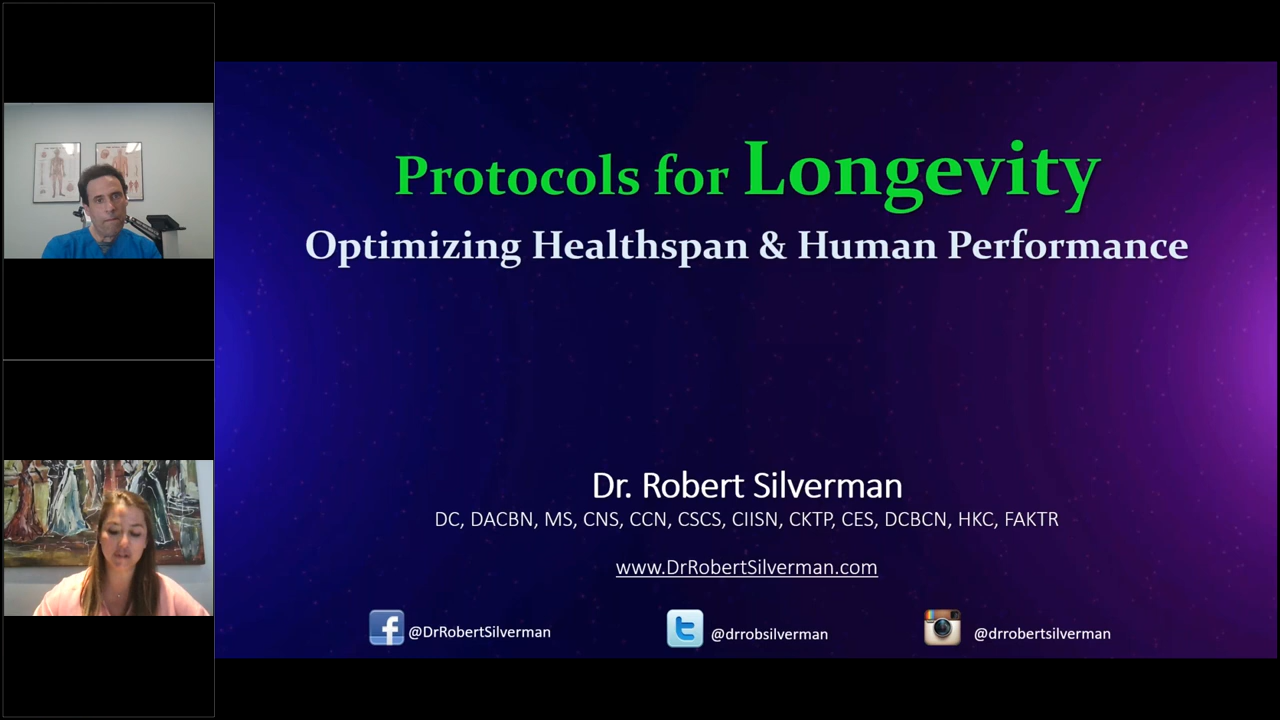 Protocols for Longevity
Optimizing Healthspan & Human Performance
Dr. Robert Silverman
DC, DACBN, MS, CNS, CCN, CSCS, CIISN, CKTP, CES, DCBCN, HKC, FAKTR
www.DrRobertSilverman.com
@DrRobertSilverman
@drrobsilverman
@drrobertsilverman